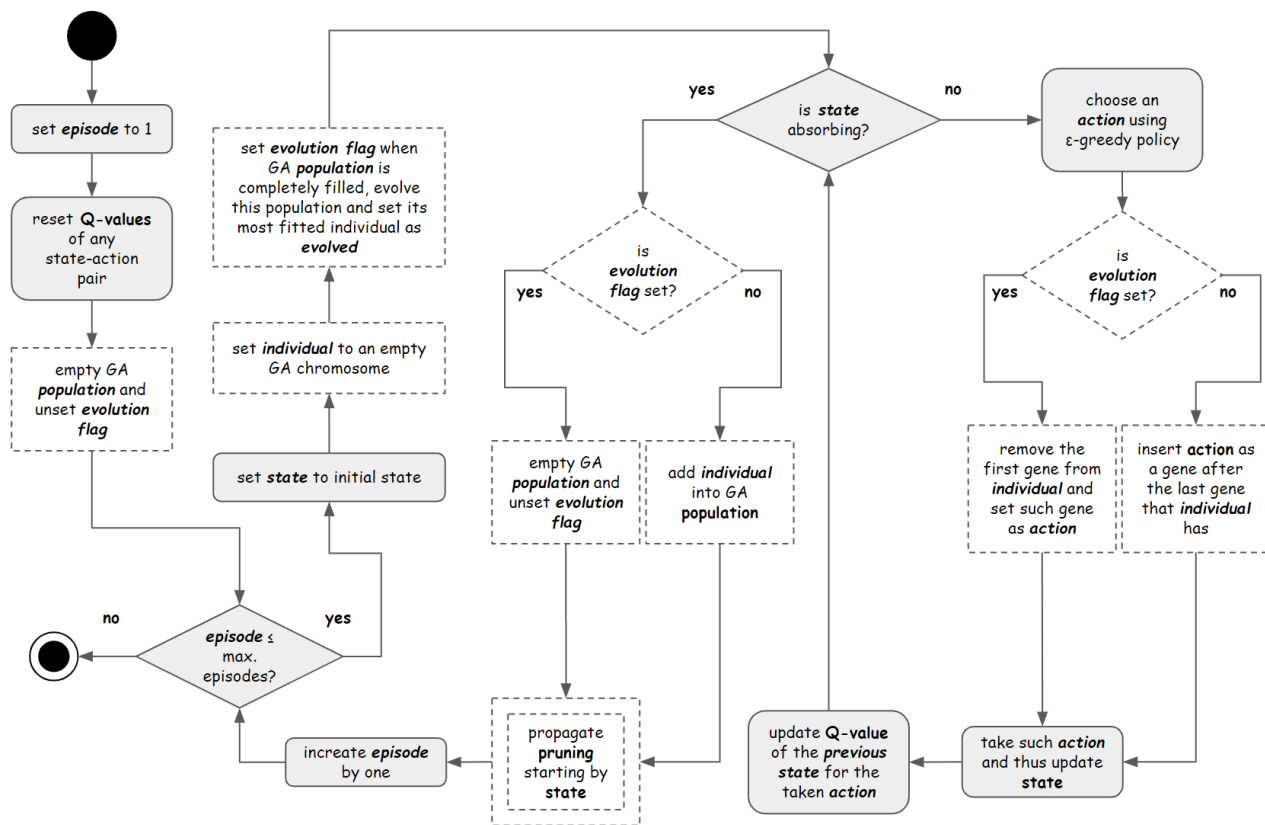 set episode to 1
reset Q-values
of any
state-action
pair
empty GA
population and
unset evolution
flag
no
yes
episode ≤
max.
episodes?
set evolution flag when
GA population is
completely filled, evolve
this population and set its
most fitted individual as
evolved
set individual to an empty
GA chromosome
set state to initial state
increate episode
by one
yes
is state
absorbing?
no
is
evolution
flag set?
yes
no
empty GA
population and
unset evolution
flag
add individual
into GA
population
propagate
pruning
starting by
state
choose an
action using
ε-greedy policy
is
evolution
flag set?
yes
no
remove the
first gene from
individual and
set such gene
as action
insert action as
a gene after
the last gene
that individual
has
update Q-value
of the previous
state for the
taken action
take such action
and thus update
state